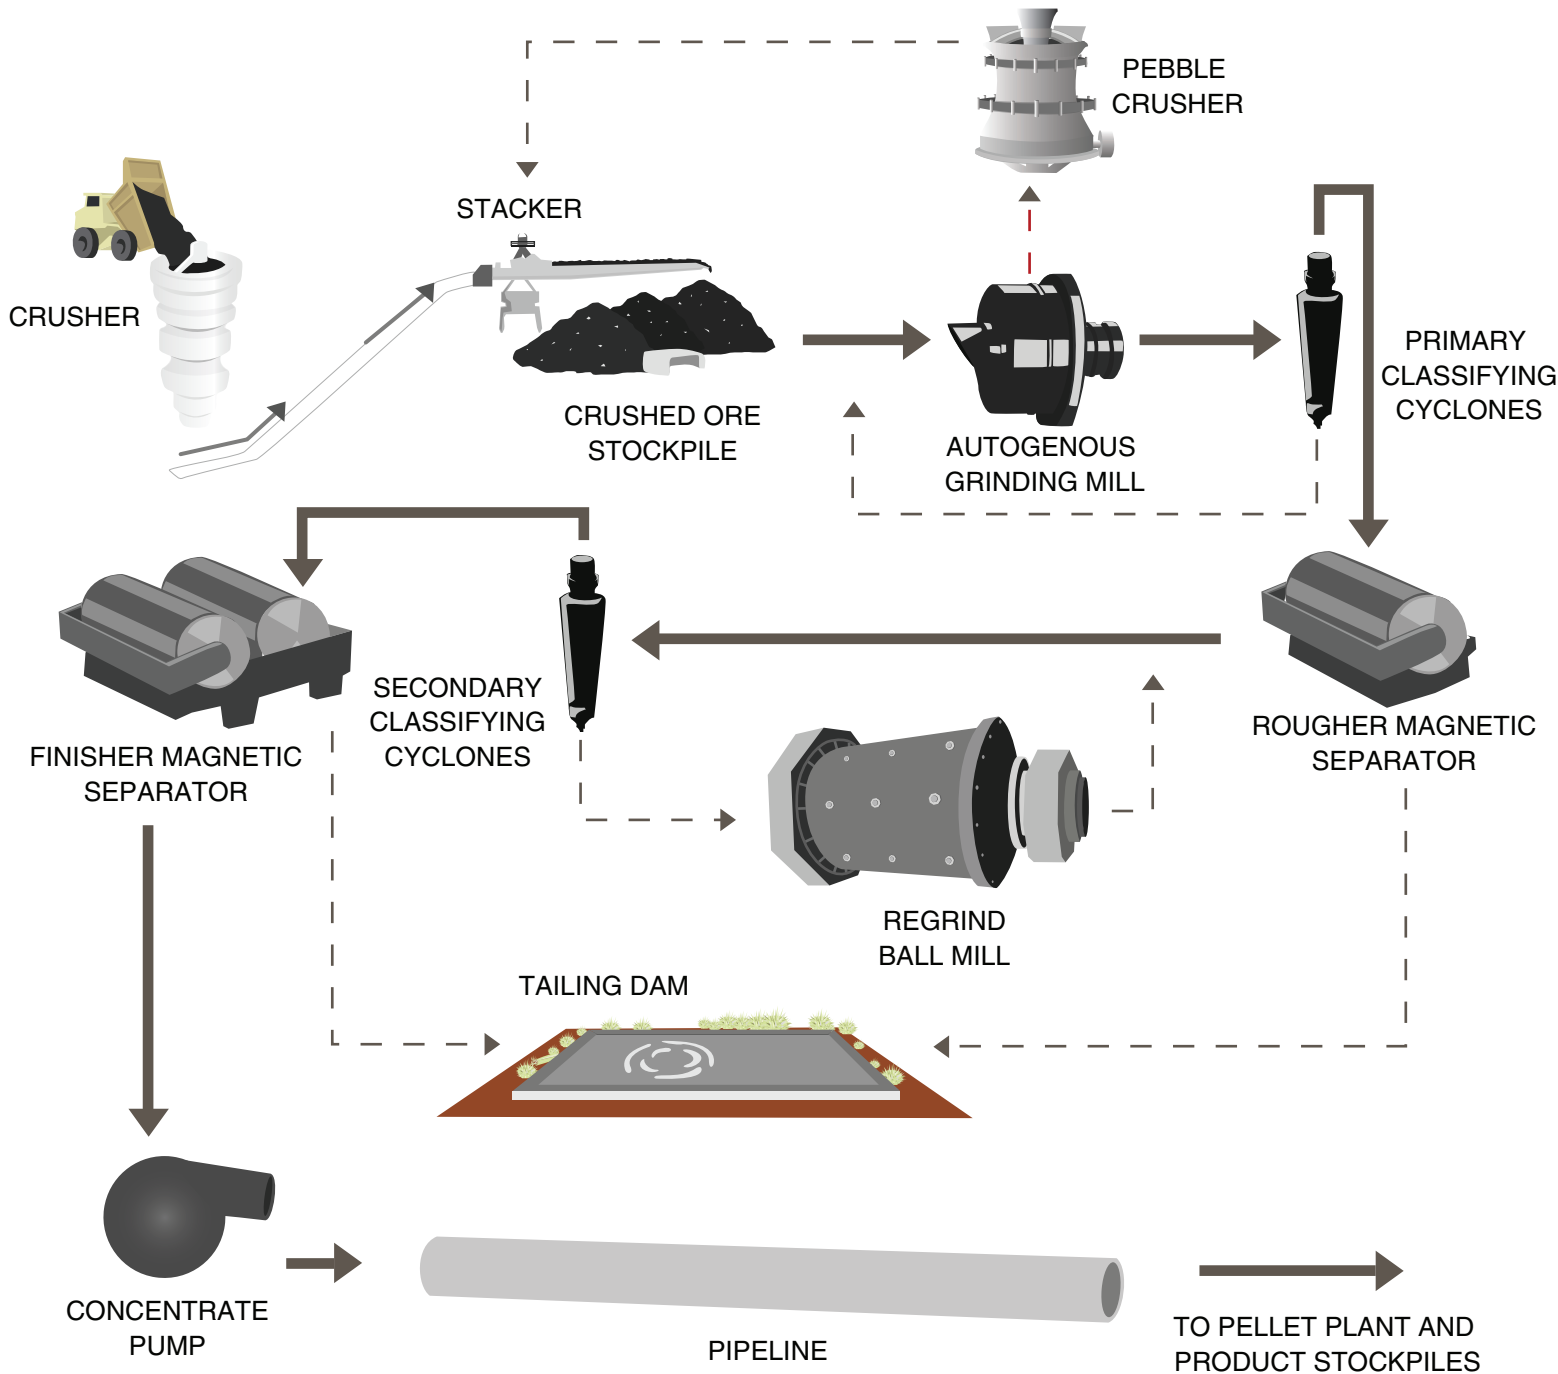 PEBBLE
CRUSHER
STACKER
CRUSHER
CRUSHED ORE
STOCKPILE
AUTOGENOUS
GRINDING MILL
PRIMARY
CLASSIFYING
CYCLONES
FINISHER MAGNETIC
SEPARATOR
SECONDARY
CLASSIFYING
CYCLONES
ROUGHER MAGNETIC
SEPARATOR
REGRIND
BALL MILL
TAILING DAM
CONCENTRATE
PUMP
PIPELINE
TO PELLET PLANT AND
PRODUCT STOCKPILES